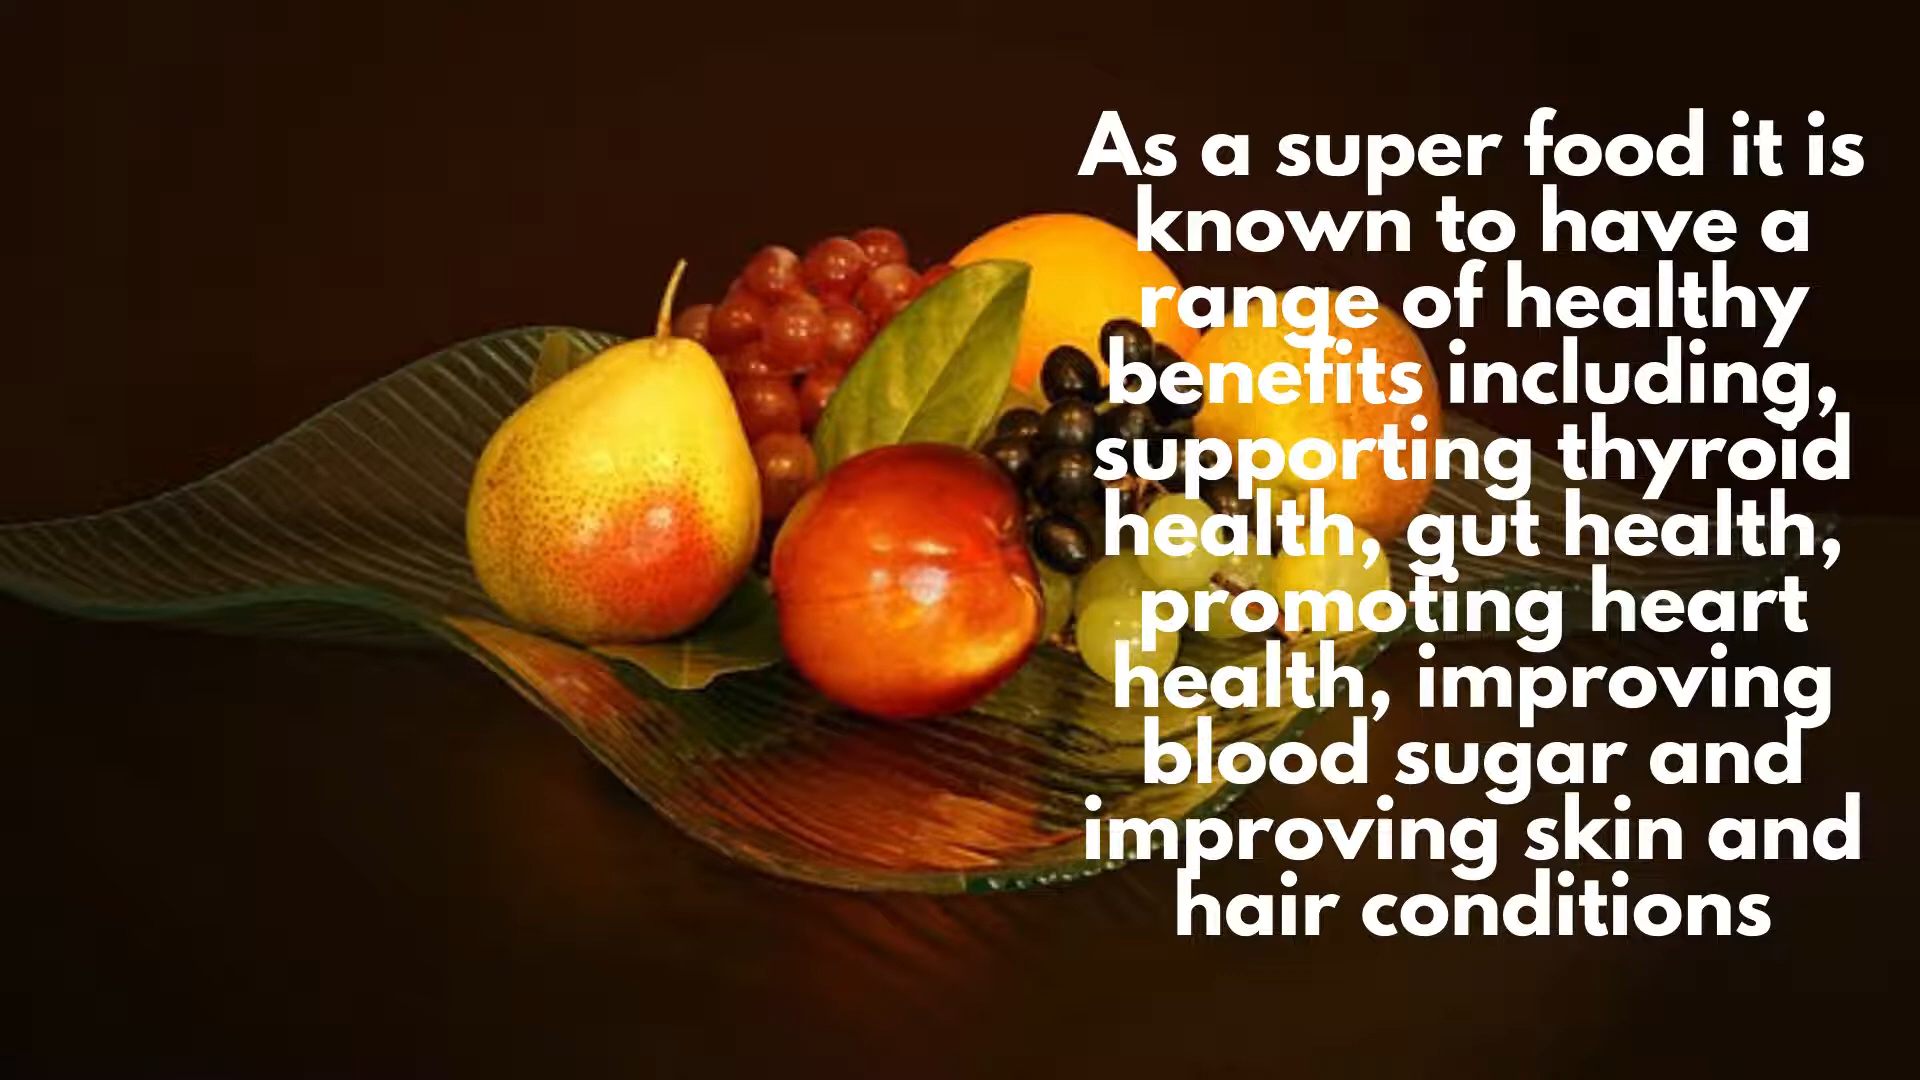 As a super food it is
known to have a
range of healthy
benefits including,
supporting thyroid
health, gut health,
promoting heart
health, improving
blood sugar and
improving skin and
hair conditions